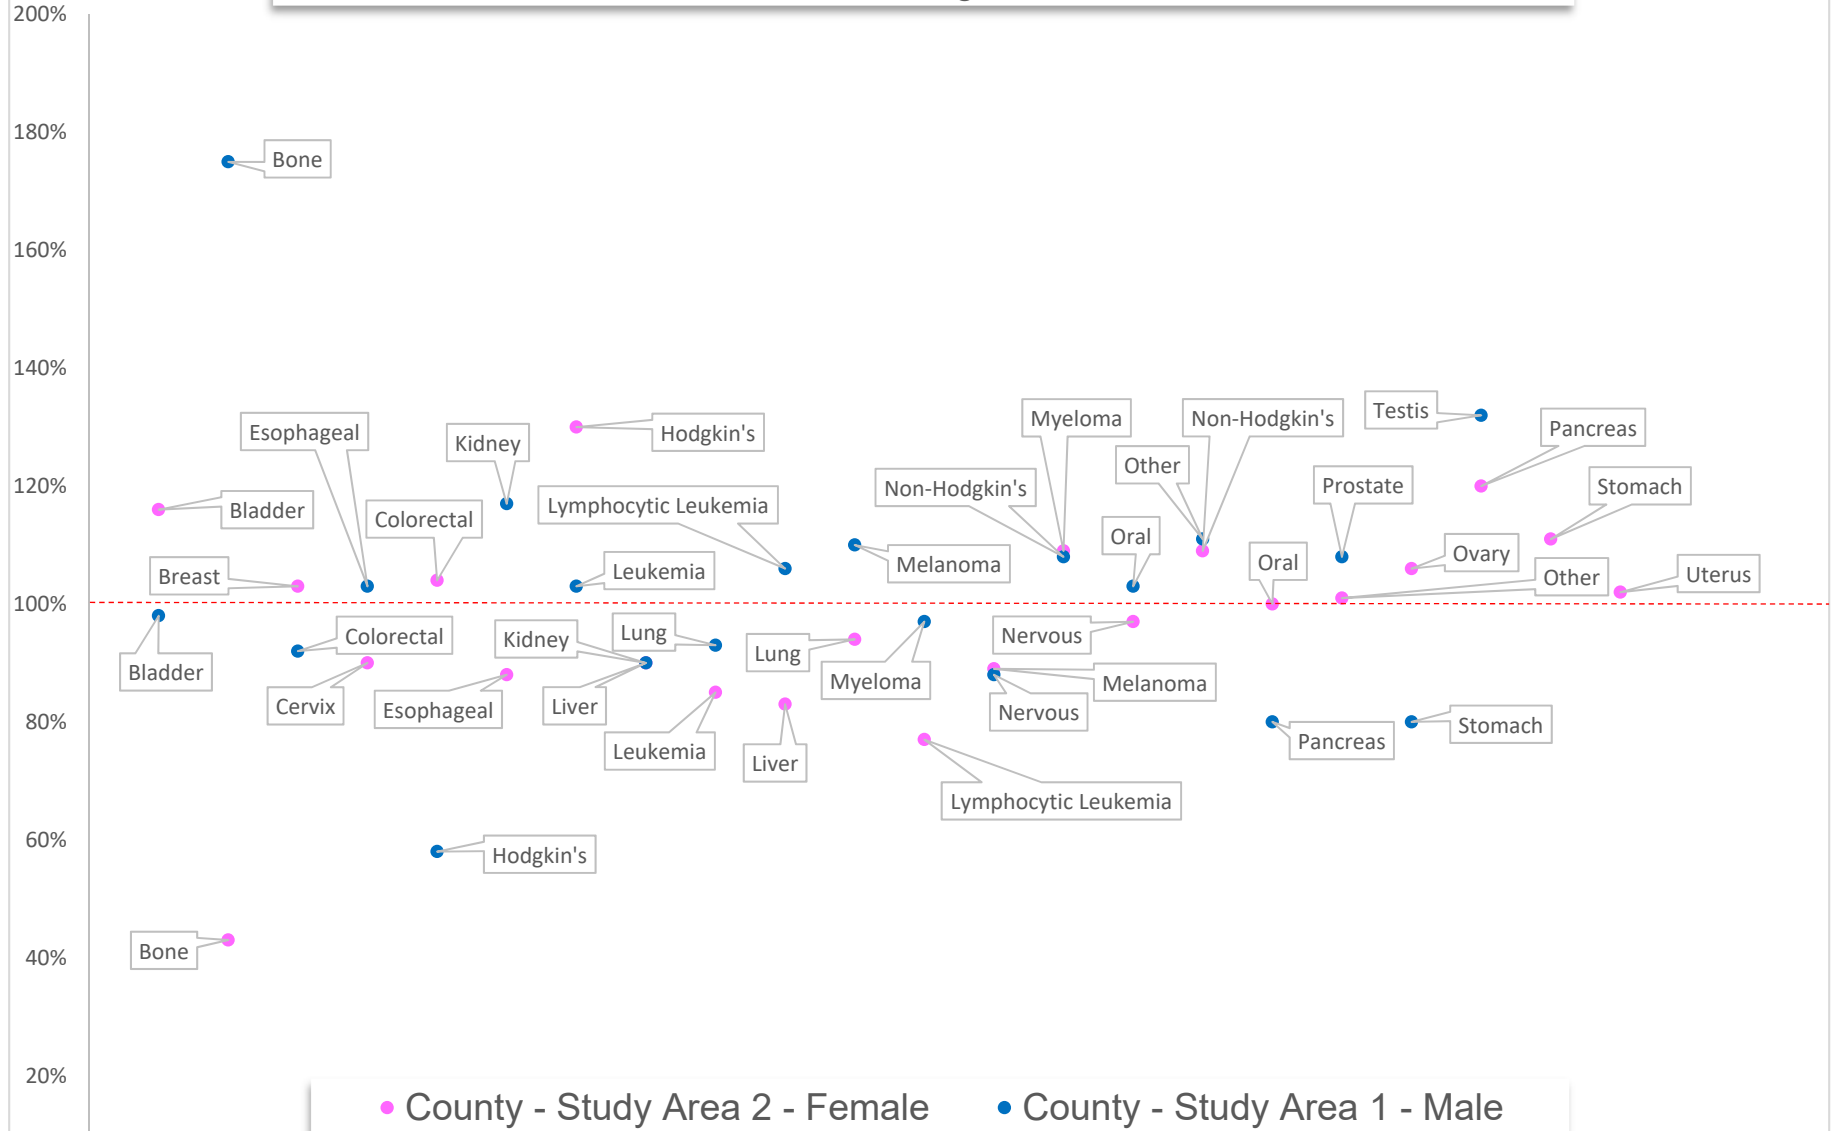 200%
180%
Bone
160%
140%
Testis
Myeloma
Non-Hodgkin's
Pancreas
Esophageal
Hodgkin's
Kidney
Other
120%
Prostate
Stomach
Non-Hodgkin's
Lymphocytic Leukemia
Bladder
Colorectal
Oral
Ovary
Oral
Melanoma
Leukemia
Breast
Other
Uterus
100%
Lung
Colorectal
Nervous
Kidney
Lung
Bladder
Myeloma
Melanoma
Cervix
Liver
Esophageal
Nervous
80%
Stomach
Pancreas
Leukemia
Liver
Lymphocytic Leukemia
60%
Hodgkin's
Bone
40%
20%
County - Study Area 2 - Female
County - Study Area 1 - Male